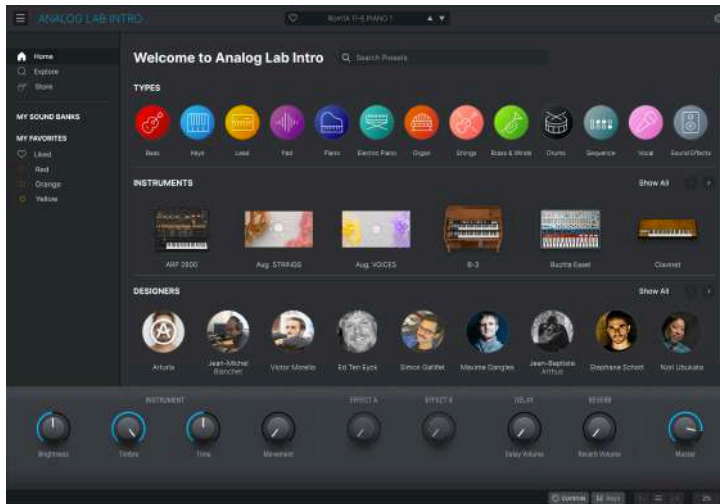 ANALOG LAB INTRO
Home
Explore
Store
MY SOUND BANKS
MY FAVORITES
Liked
Red
Orange
Yellow
Welcome to Analog Lab Intro
Search Presets
TYPES
Bass Keys Lead Pad Piano Electric Piano Organ Strings Brass & Winds Drums Sequence Vocal Sound Effects
INSTRUMENTS Show All
ARP 2600 Aug. STRINGS Aug. VOICES B-3 Buchla Easel Clavinet
DESIGNERS Show All
Arturia Jean-Michel Blanchet Victor Morello Ed Ten Eyck Simon Gallifet Maxime Dangles Jean-Baptiste Arthus Stephane Schott Nori Ubukata
INSTRUMENT EFFECT A EFFECT B DELAY REVERB
Brightness Timbre Time Movement Delay Volume Reverb Volume Master
Controls Keys